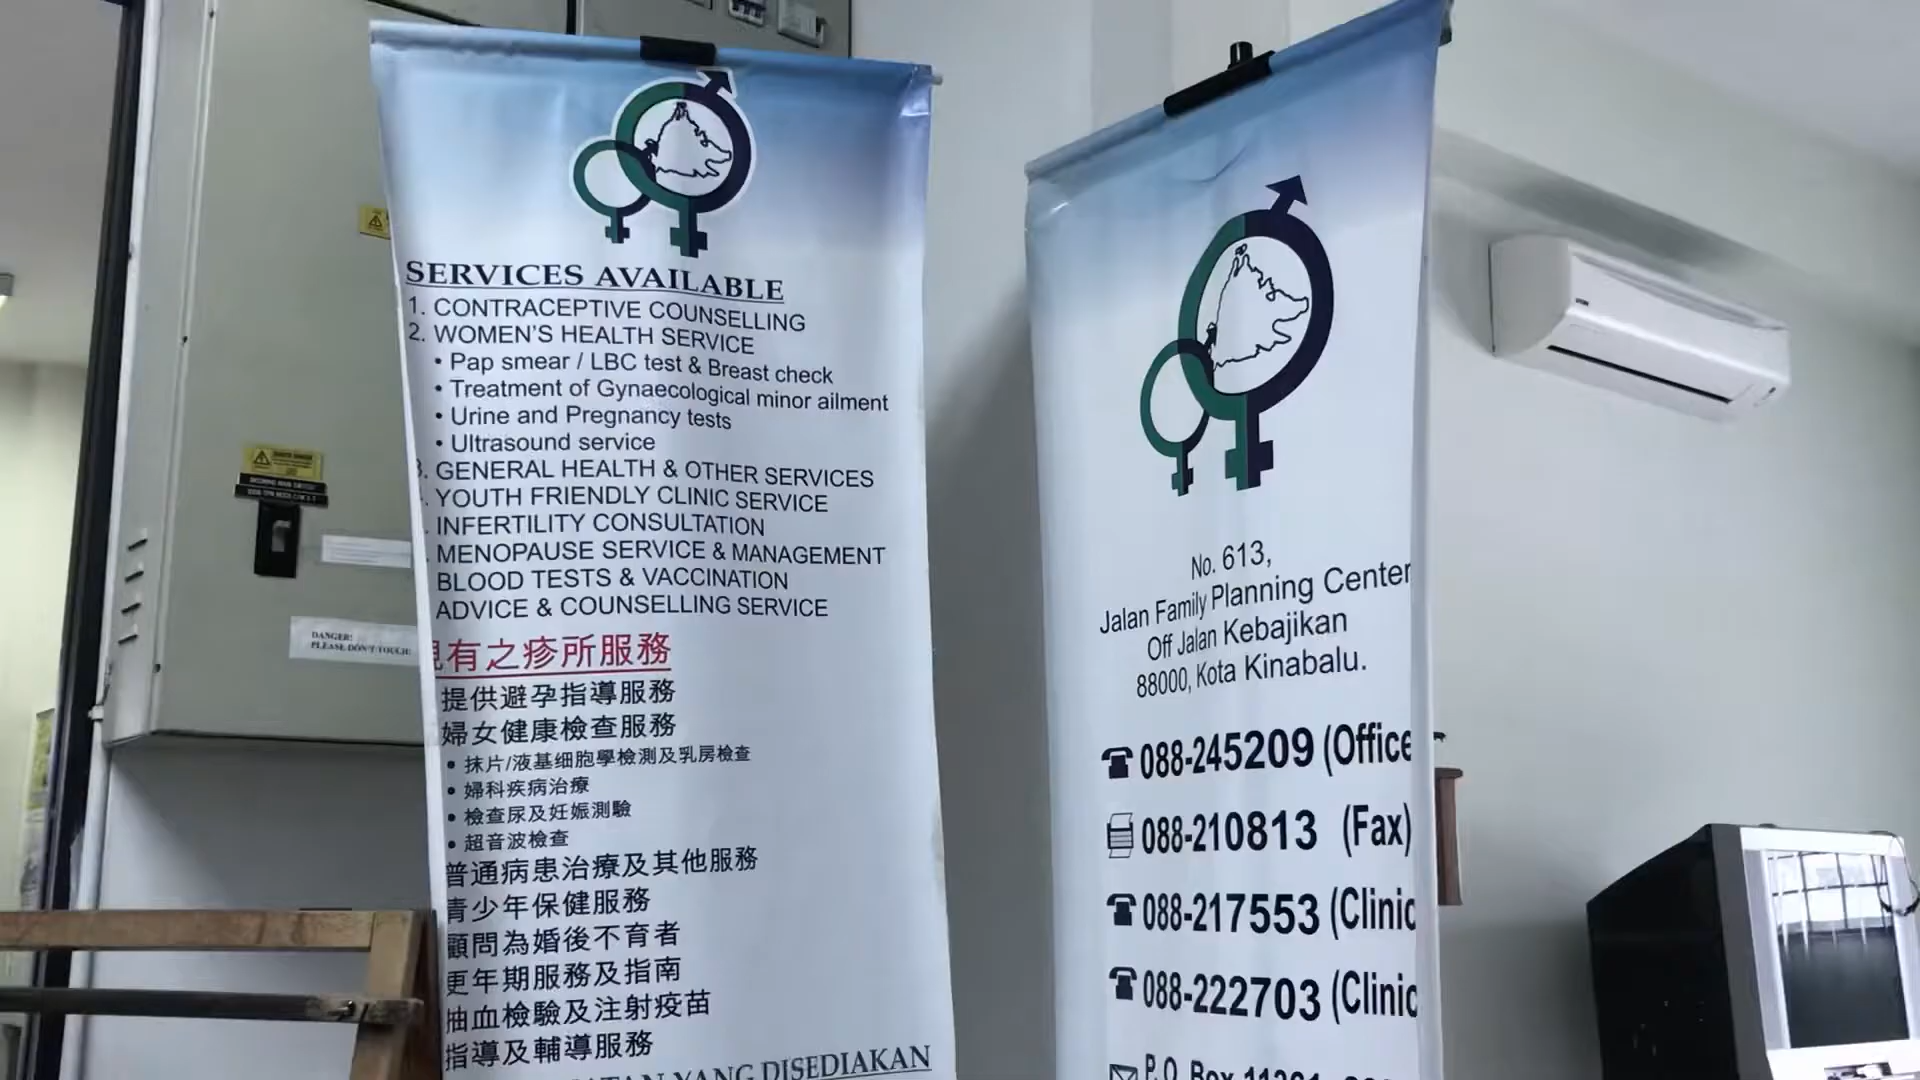 SERVICES AVAILABLE
1. CONTRACEPTIVE COUNSELLING
2. WOMEN'S HEALTH SERVICE
• Pap smear / LBC test & Breast check
• Treatment of Gynaecological minor ailment
• Urine and Pregnancy tests
• Ultrasound service
3. GENERAL HEALTH & OTHER SERVICES
YOUTH FRIENDLY CLINIC SERVICE
INFERTILITY CONSULTATION
MENOPAUSE SERVICE & MANAGEMENT
BLOOD TESTS & VACCINATION
ADVICE & COUNSELLING SERVICE
現有之疹所服務
提供避孕指導服務
婦女健康檢查服務
• 抹片/液基细胞學檢測及乳房檢查
• 婦科疾病治療
• 檢查尿及妊娠測驗
• 超音波檢查
普通病患治療及其他服務
青少年保健服務
顧問為婚後不育者
更年期服務及指南
抽血檢驗及注射疫苗
指導及輔導服務
YANG DISEDIAKAN
No. 613,
Jalan Family Planning Center
Off Jalan Kebajikan
88000, Kota Kinabalu.
088-245209 (Office
088-210813 (Fax)
088-217553 (Clinic
088-222703 (Clinic
P.O. Box
DANGER!
PLEASE DON'T TOUCH!